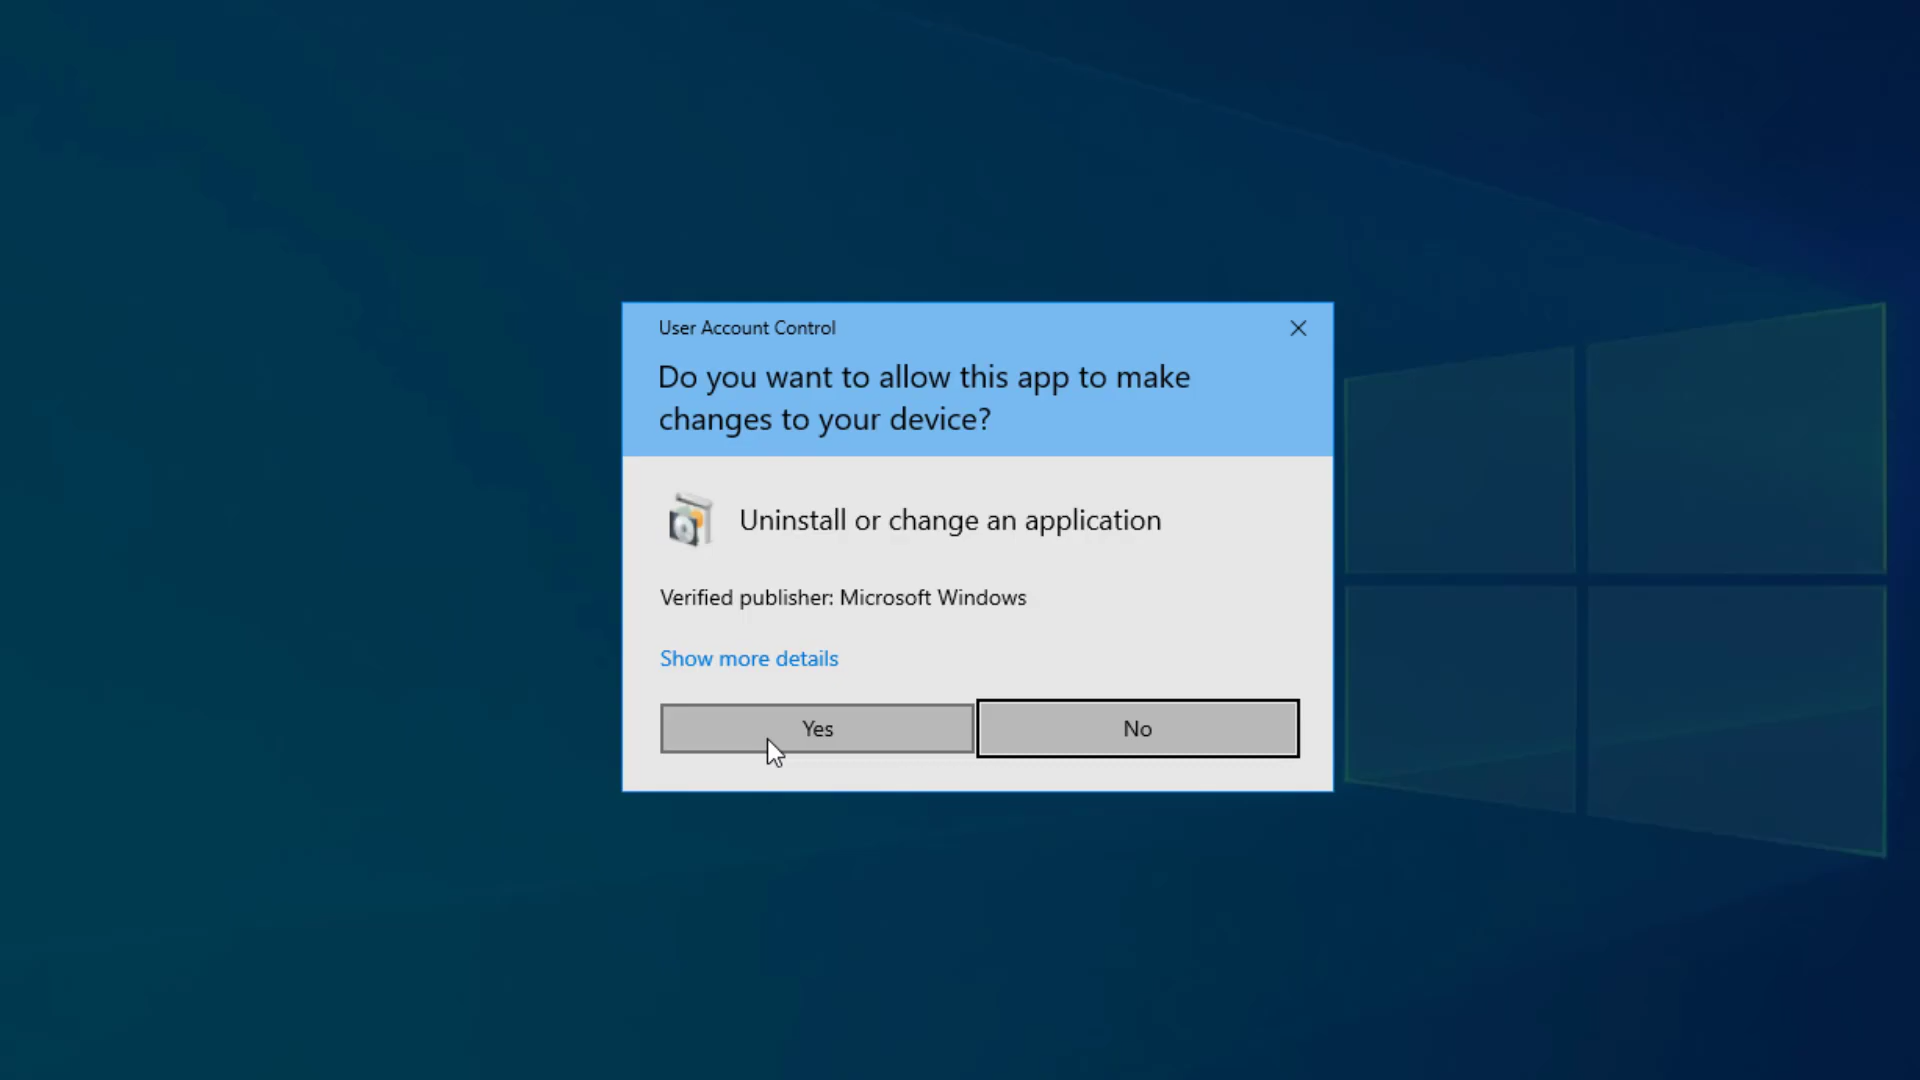 User Account Control
Do you want to allow this app to make
changes to your device?
Uninstall or change an application
Verified publisher: Microsoft Windows
Show more details
Yes
No